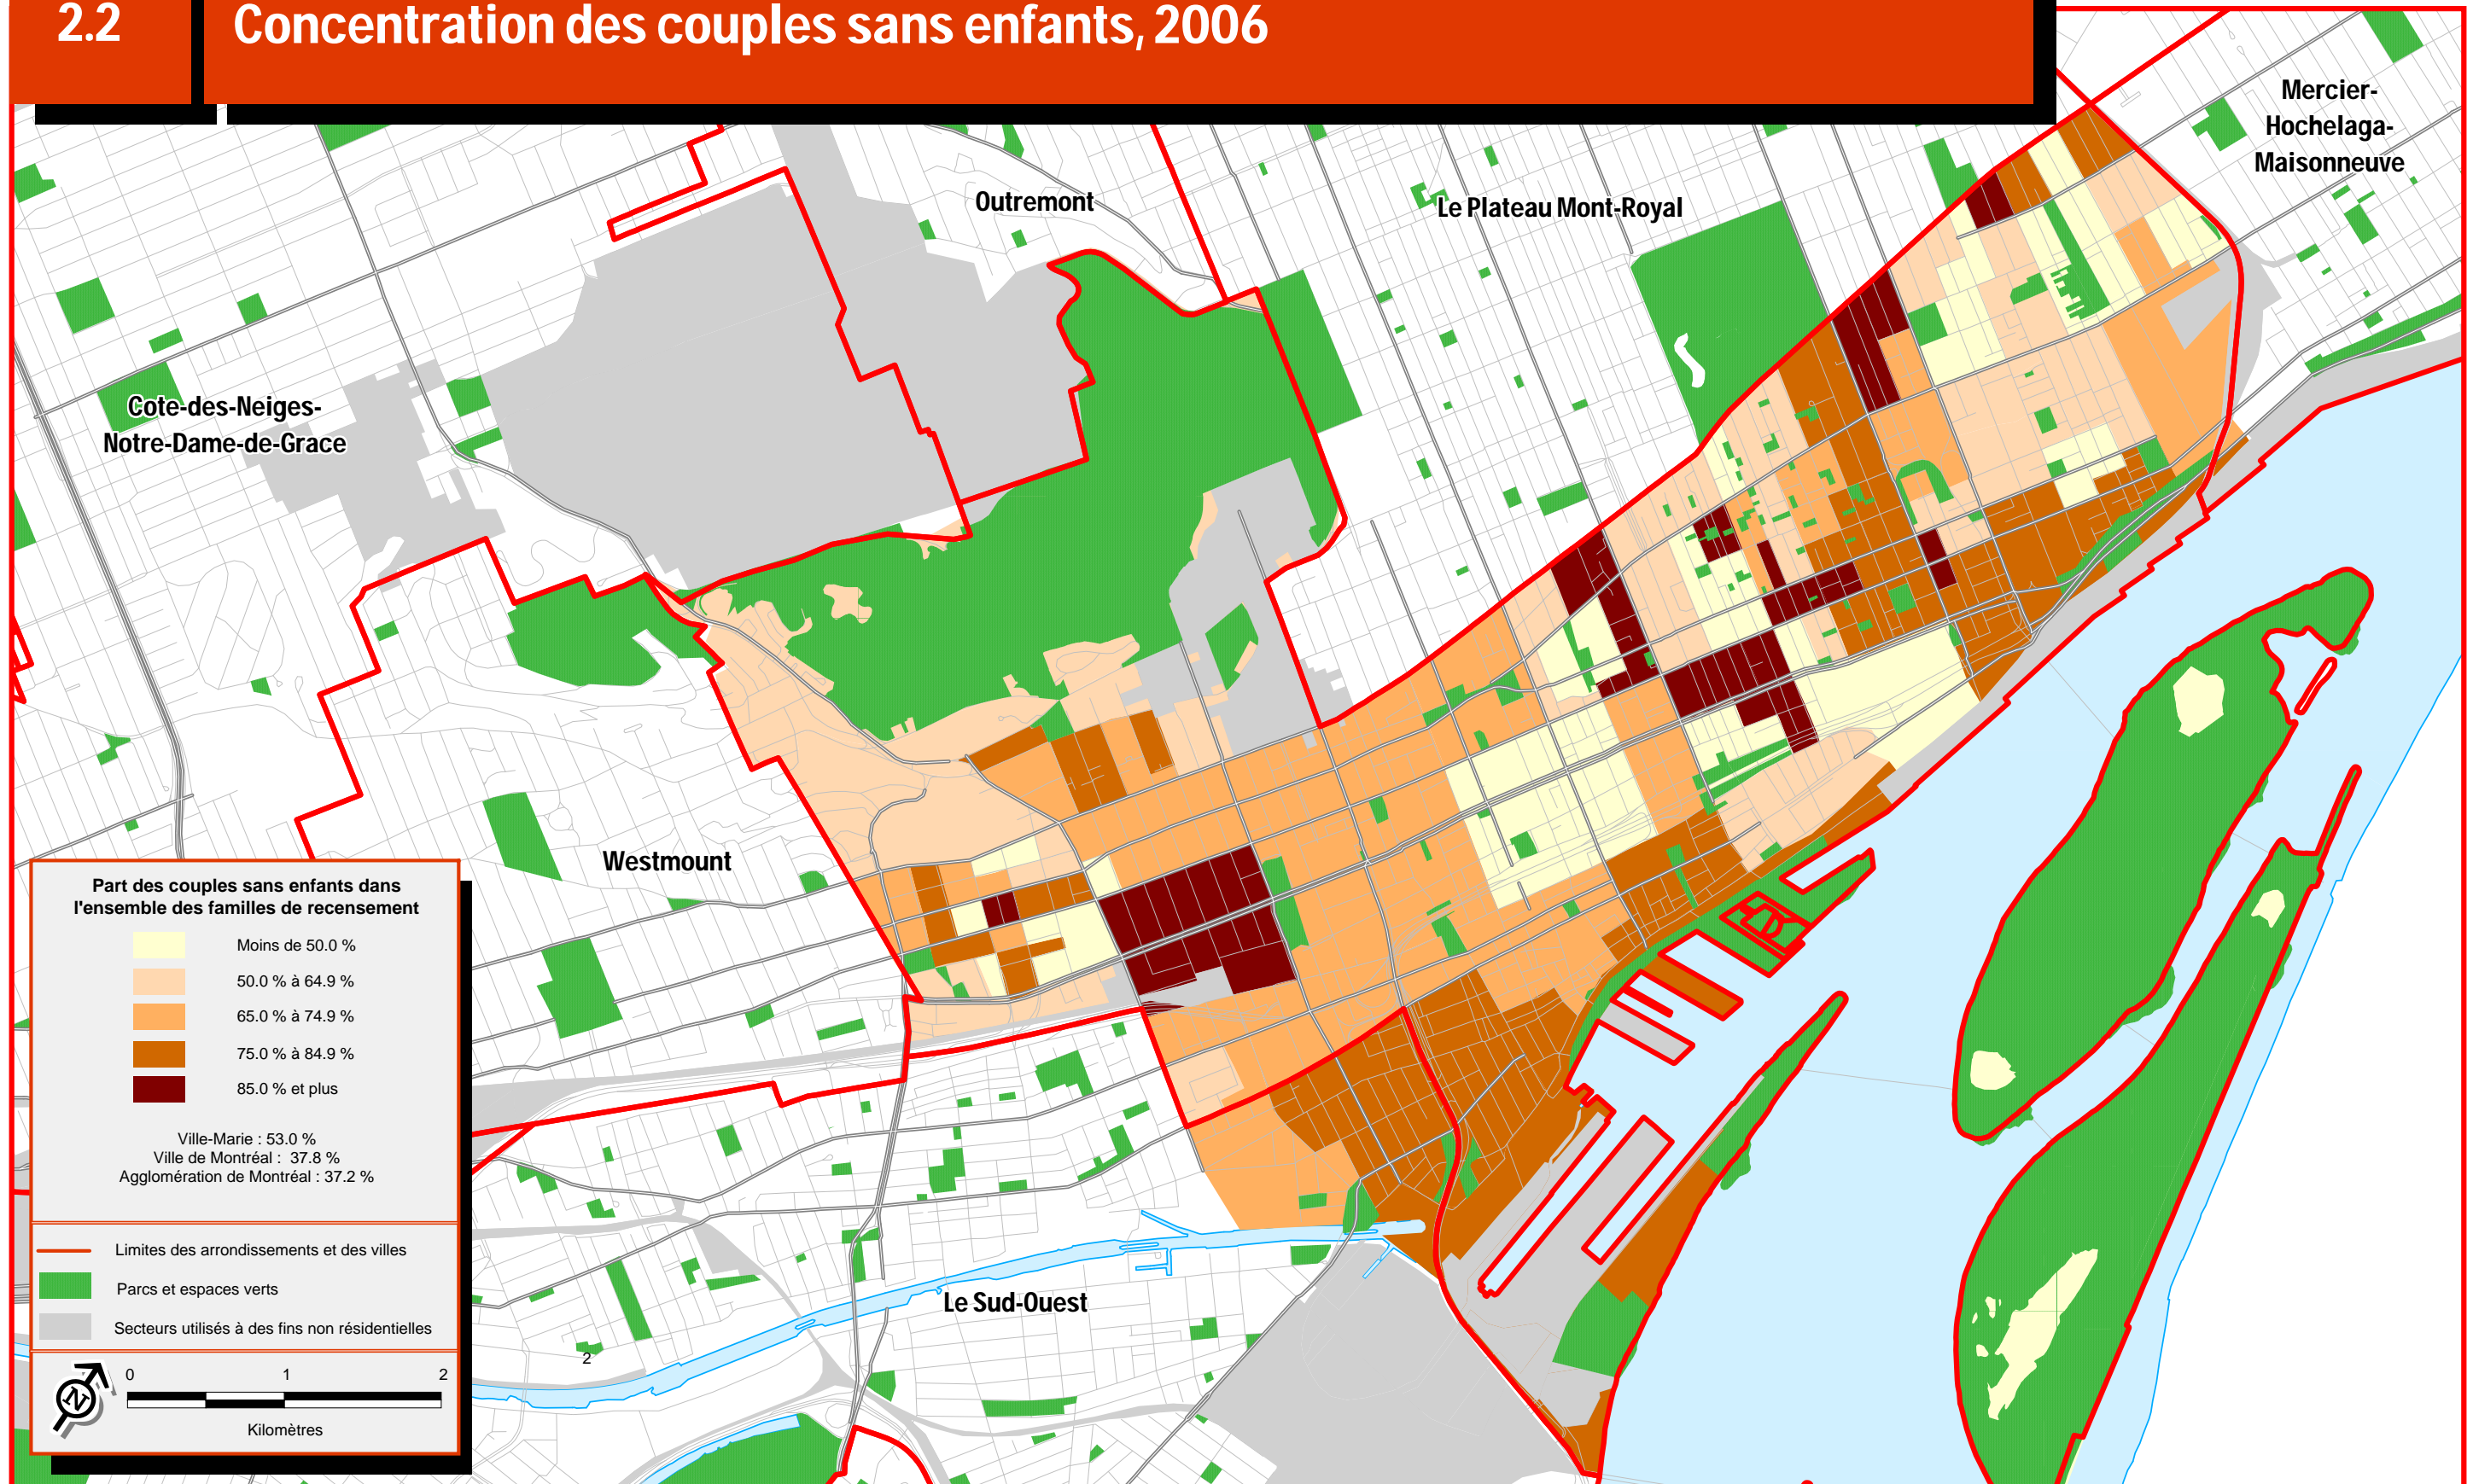 2.2
Concentration des couples sans enfants, 2006
Mercier-
Hochelaga-
Maisonneuve
Outremont
Le Plateau Mont-Royal
Cote-des-Neiges-
Notre-Dame-de-Grace
Westmount
Le Sud-Ouest
2
Part des couples sans enfants dans
l'ensemble des familles de recensement
Moins de 50.0 %
50.0 % à 64.9 %
65.0 % à 74.9 %
75.0 % à 84.9 %
85.0 % et plus
Ville-Marie : 53.0 %
Ville de Montréal : 37.8 %
Agglomération de Montréal : 37.2 %
Limites des arrondissements et des villes
Parcs et espaces verts
Secteurs utilisés à des fins non résidentielles
N
0 1 2
Kilomètres